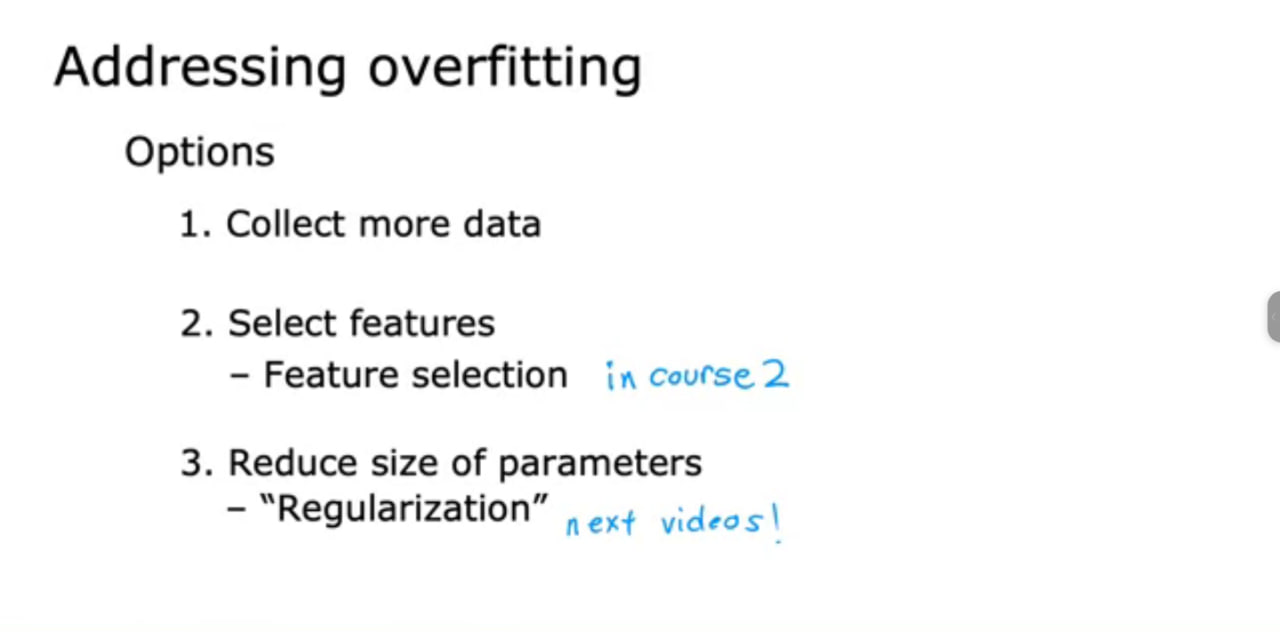 Addressing overfitting
Options
1. Collect more data
2. Select features
– Feature selection in course 2
3. Reduce size of parameters
– “Regularization” next videos!